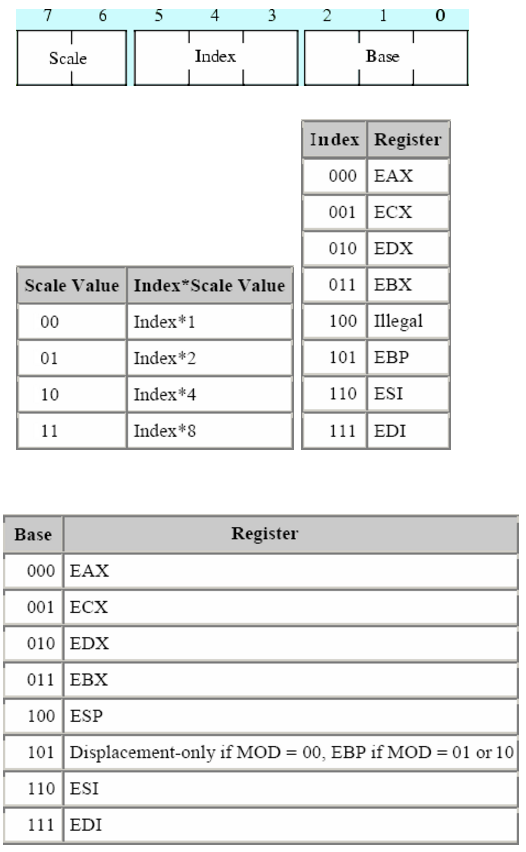 7 6 5 4 3 2 1 0
Scale Index Base
Index Register
000 EAX
001 ECX
010 EDX
011 EBX
100 Illegal
101 EBP
110 ESI
111 EDI
Scale Value Index*Scale Value
00 Index*1
01 Index*2
10 Index*4
11 Index*8
Base Register
000 EAX
001 ECX
010 EDX
011 EBX
100 ESP
101 Displacement-only if MOD = 00, EBP if MOD = 01 or 10
110 ESI
111 EDI